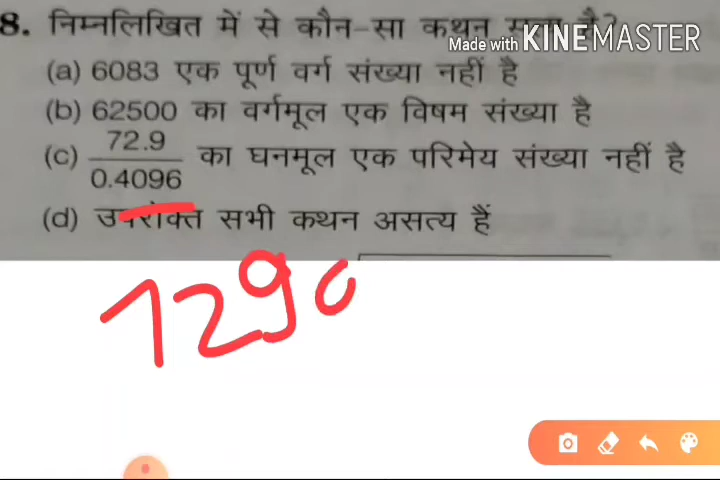 8. निम्नलिखित में से कौन-सा कथन है?
Made with KINEMASTER
(a) 6083 एक पूर्ण वर्ग संख्या नहीं है
(b) 62500 का वर्गमूल एक विषम संख्या है
(c) 72.9/0.4096 का घनमूल एक परिमेय संख्या नहीं है
(d) उपरोक्त सभी कथन असत्य हैं
7290